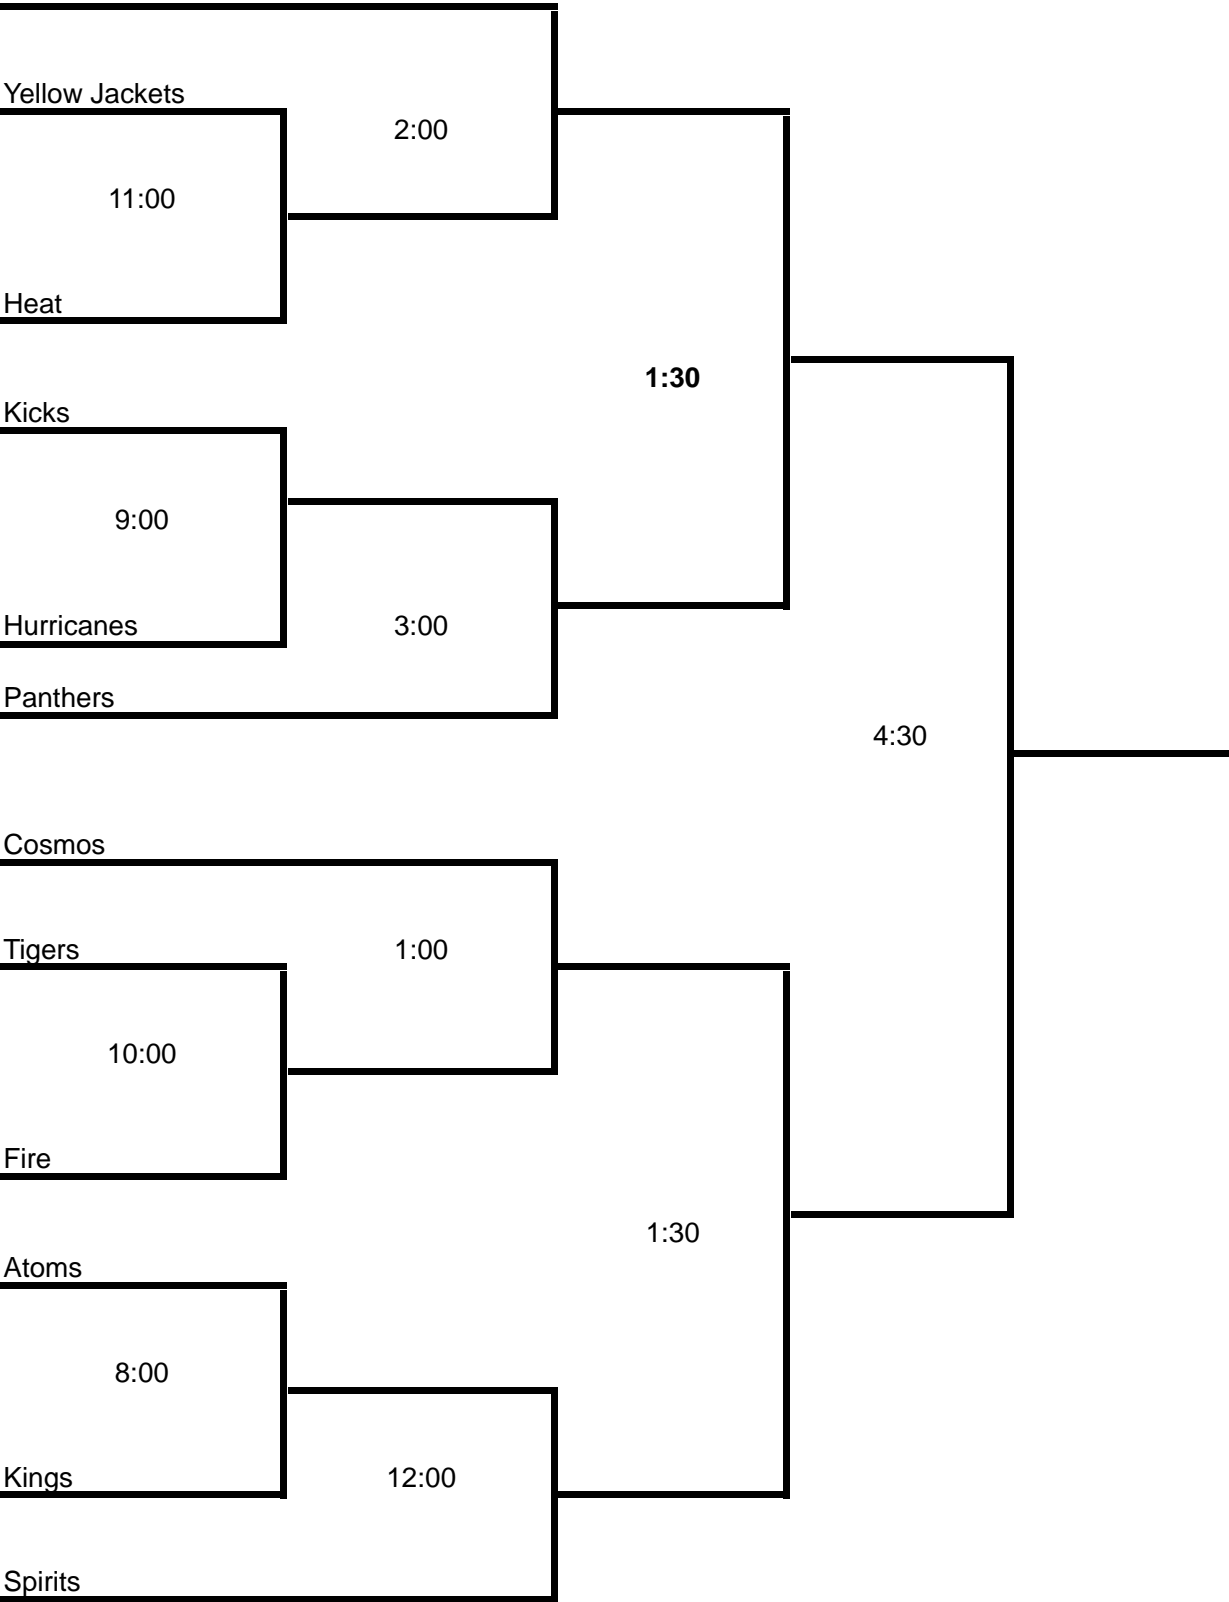 Yellow Jackets
2:00
11:00
Heat
1:30
Kicks
9:00
Hurricanes
3:00
Panthers
4:30
Cosmos
Tigers
1:00
10:00
Fire
1:30
Atoms
8:00
Kings
12:00
Spirits